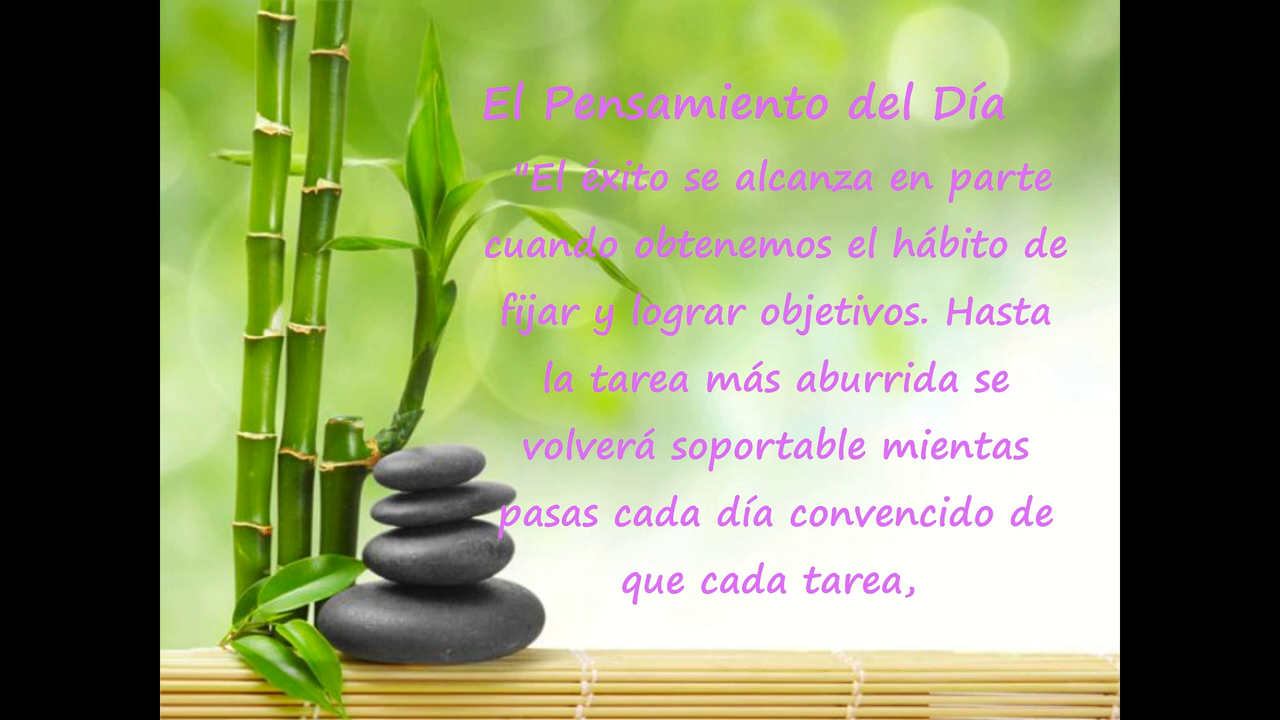 El Pensamiento del Día
"El éxito se alcanza en parte
cuando obtenemos el hábito de
fijar y lograr objetivos. Hasta
la tarea más aburrida se
volverá soportable mientas
pasas cada día convencido de
que cada tarea,